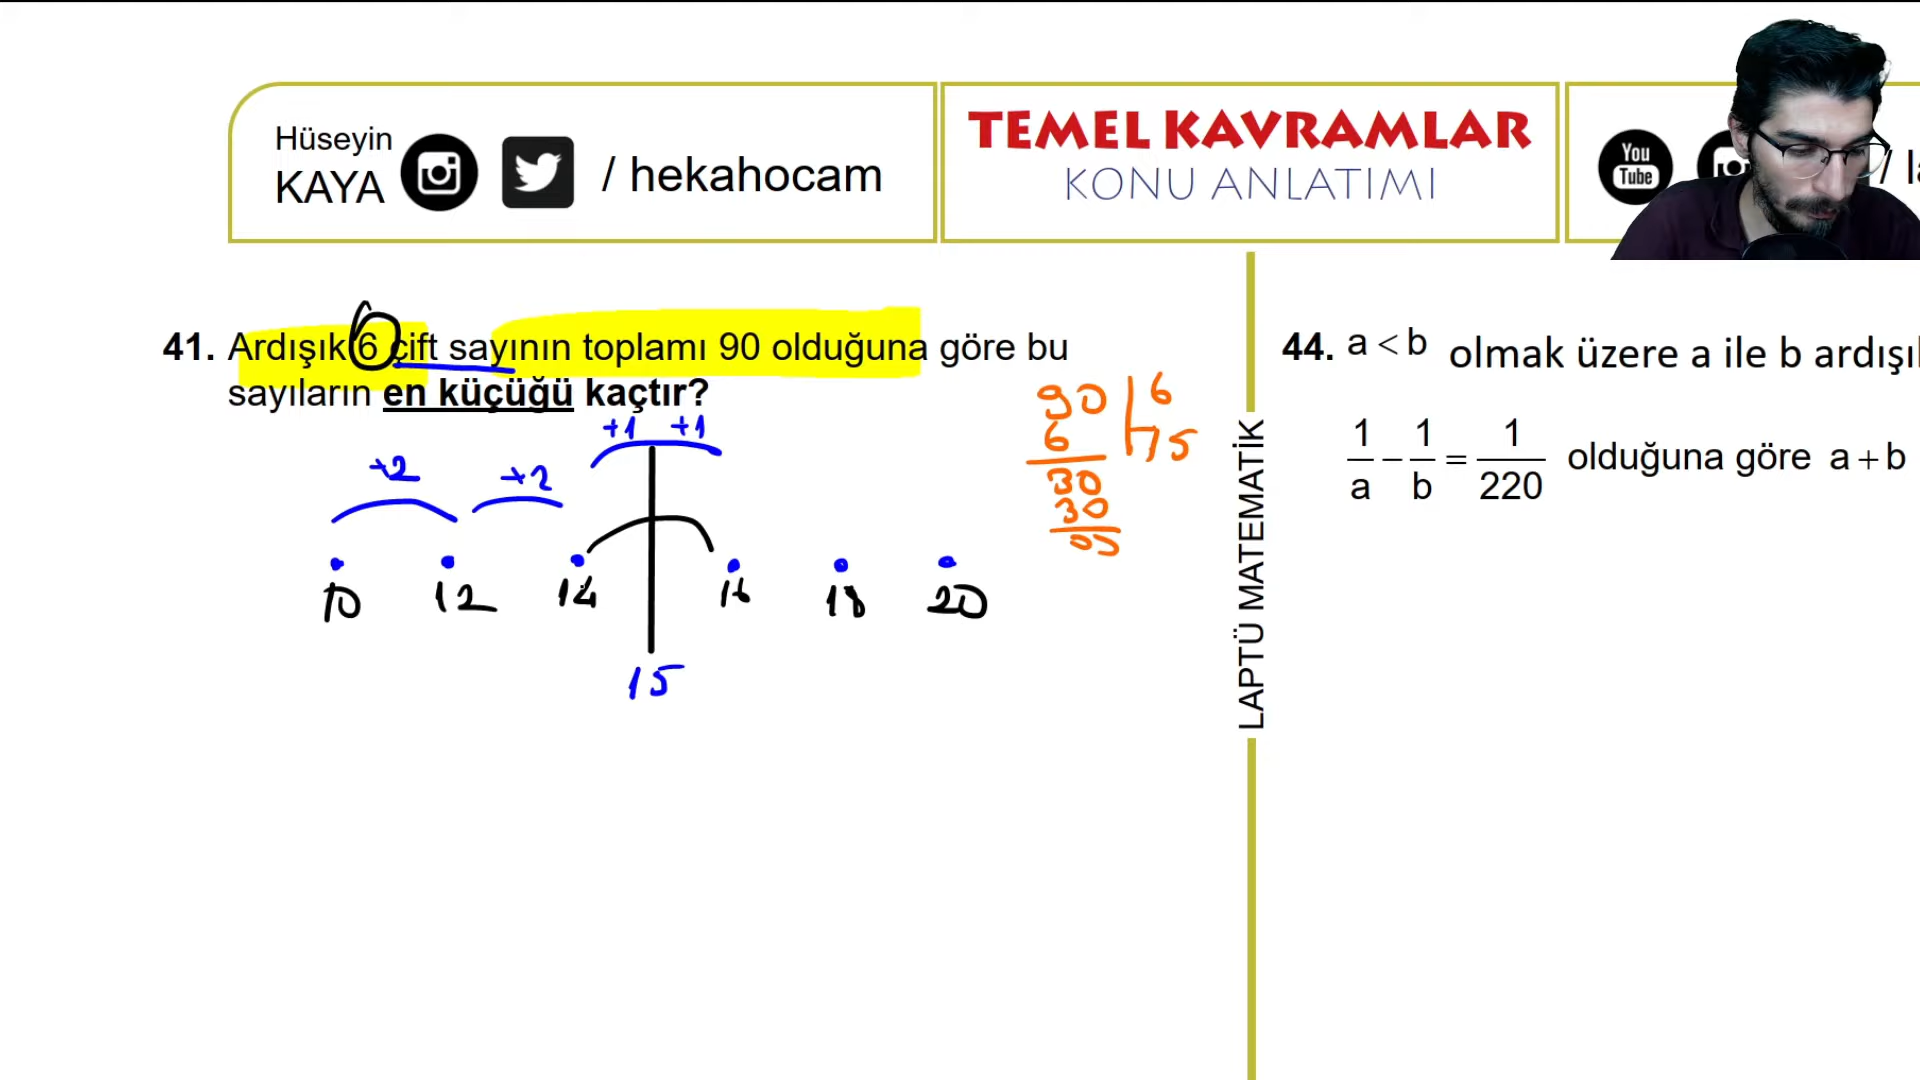 Hüseyin
KAYA
/ hekahocam
TEMEL KAVRAMLAR
KONU ANLATIMI
You
Tube
/
41. Ardışık 6 çift sayının toplamı 90 olduğuna göre bu
sayıların en küçüğü kaçtır?
6
+2 +2 +1 +1
10 12 14 16 18 20
15
90 6
6 15
30
30
00
LAPTÜ MATEMATİK
44. a < b olmak üzere a ile b
1/a - 1/b = 1/220 olduğuna göre a + b